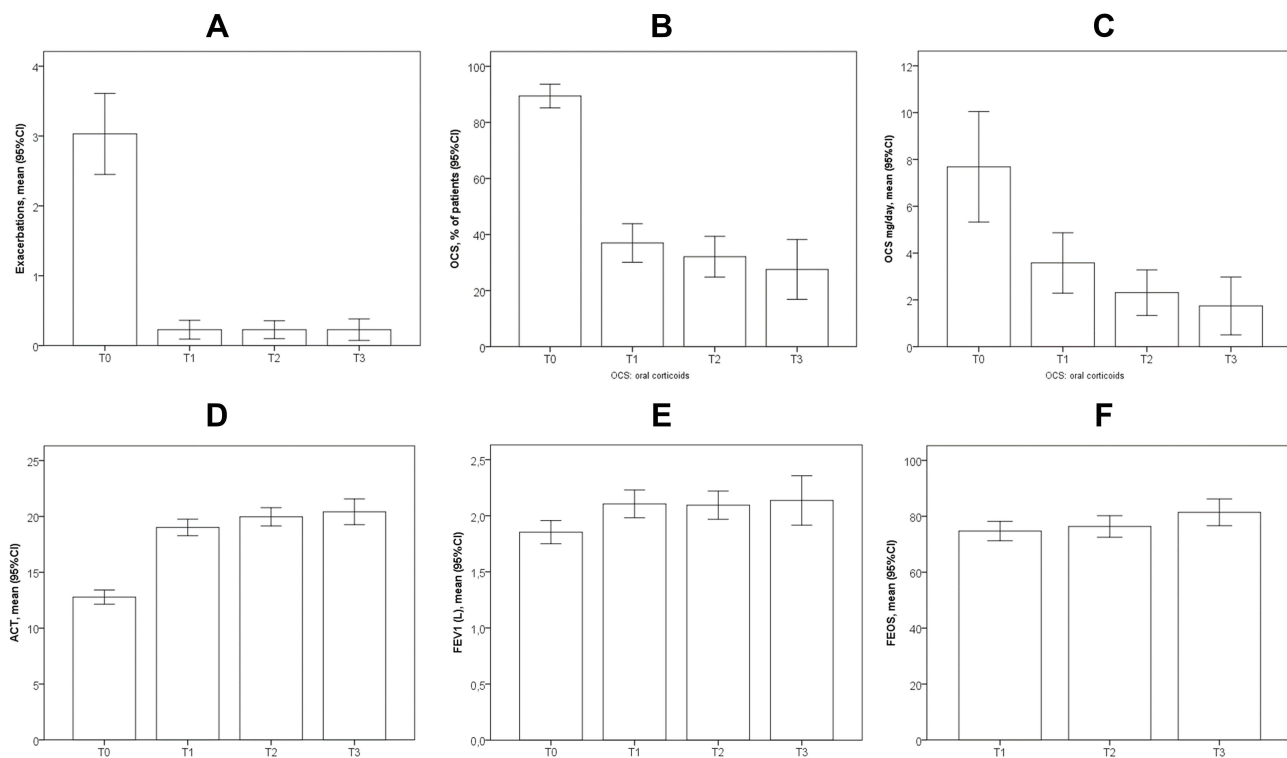 A
Exacerbations, mean (95%CI)
4
3
2
1
0
T0 T1 T2 T3
B
OCS, % of patients (95%CI)
100
80
60
40
20
0
T0 T1 T2 T3
OCS: oral corticoids
C
OCS mg/day, mean (95%CI)
12
10
8
6
4
2
0
T0 T1 T2 T3
OCS: oral corticoids
D
ACT, mean (95%CI)
25
20
15
10
5
0
T0 T1 T2 T3
E
FEV1 (L), mean (95%CI)
2,5
2,0
1,5
1,0
0,5
0,0
T0 T1 T2 T3
F
FEOS, mean (95%CI)
100
80
60
40
20
0
T1 T2 T3